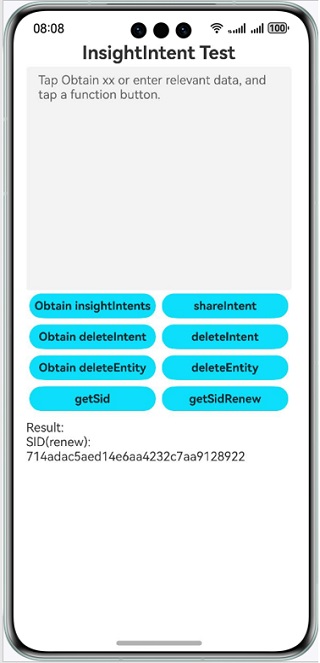 08:08
100
InsightIntent Test
Tap Obtain xx or enter relevant data, and
tap a function button.
Obtain insightIntents
shareIntent
Obtain deleteIntent
deleteIntent
Obtain deleteEntity
deleteEntity
getSid
getSidRenew
Result:
SID(renew):
714adac5aed14e6aa4232c7aa9128922